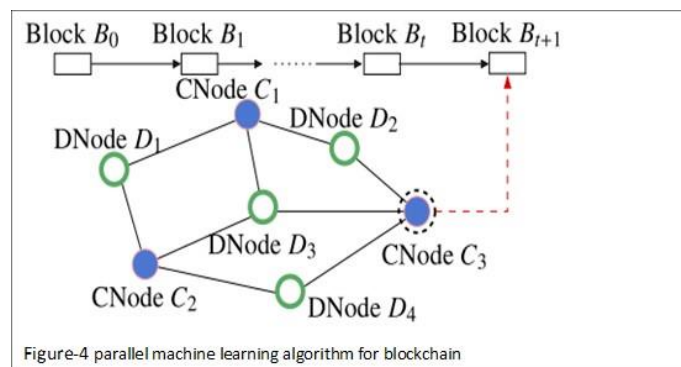 Block B₀ Block B₁ Block Bₜ Block Bₜ₊₁
CNode C₁
DNode D₂
DNode D₁
DNode D₃
CNode C₃
CNode C₂
DNode D₄
Figure-4 parallel machine learning algorithm for blockchain